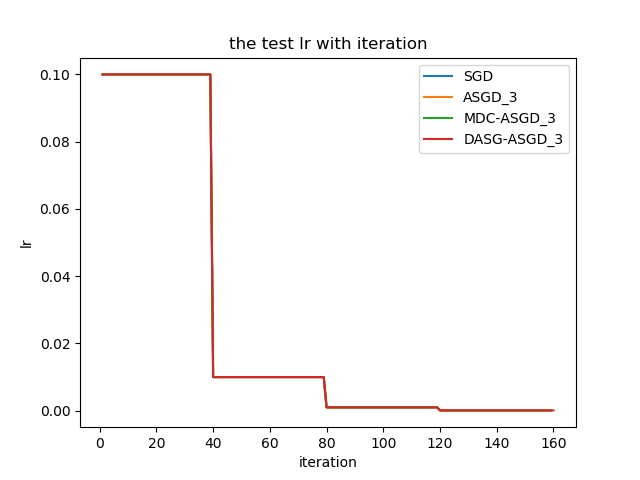 the test lr with iteration
0.10
0.08
0.06
0.04
0.02
0.00
lr
SGD
ASGD_3
MDC-ASGD_3
DASG-ASGD_3
0 20 40 60 80 100 120 140 160
iteration